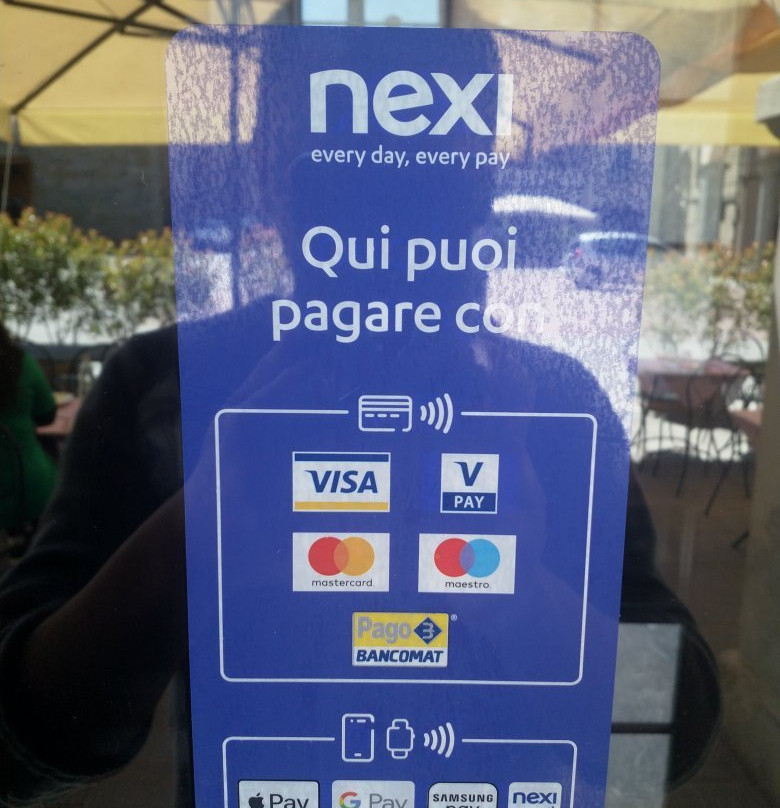 nexi
every day, every pay
Qui puoi
pagare con
VISA
V
PAY
mastercard
maestro
Pago
BANCOMAT®
Pay
G Pay
SAMSUNG
pay
nexi